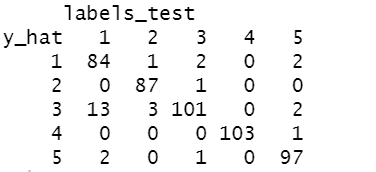 labels_test
y_hat 1 2 3 4 5
1 84 1 2 0 2
2 0 87 1 0 0
3 13 3 101 0 2
4 0 0 0 103 1
5 2 0 1 0 97